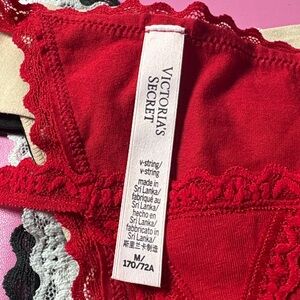 VICTORIA'S
SECRET
v-string/
v-string
made in
Sri Lanka/
fabriqué au
Sri Lanka/
hecho en
Sri Lanka/
fabbricato in
Sri Lanka/
斯里兰卡制造
M/
170/72A